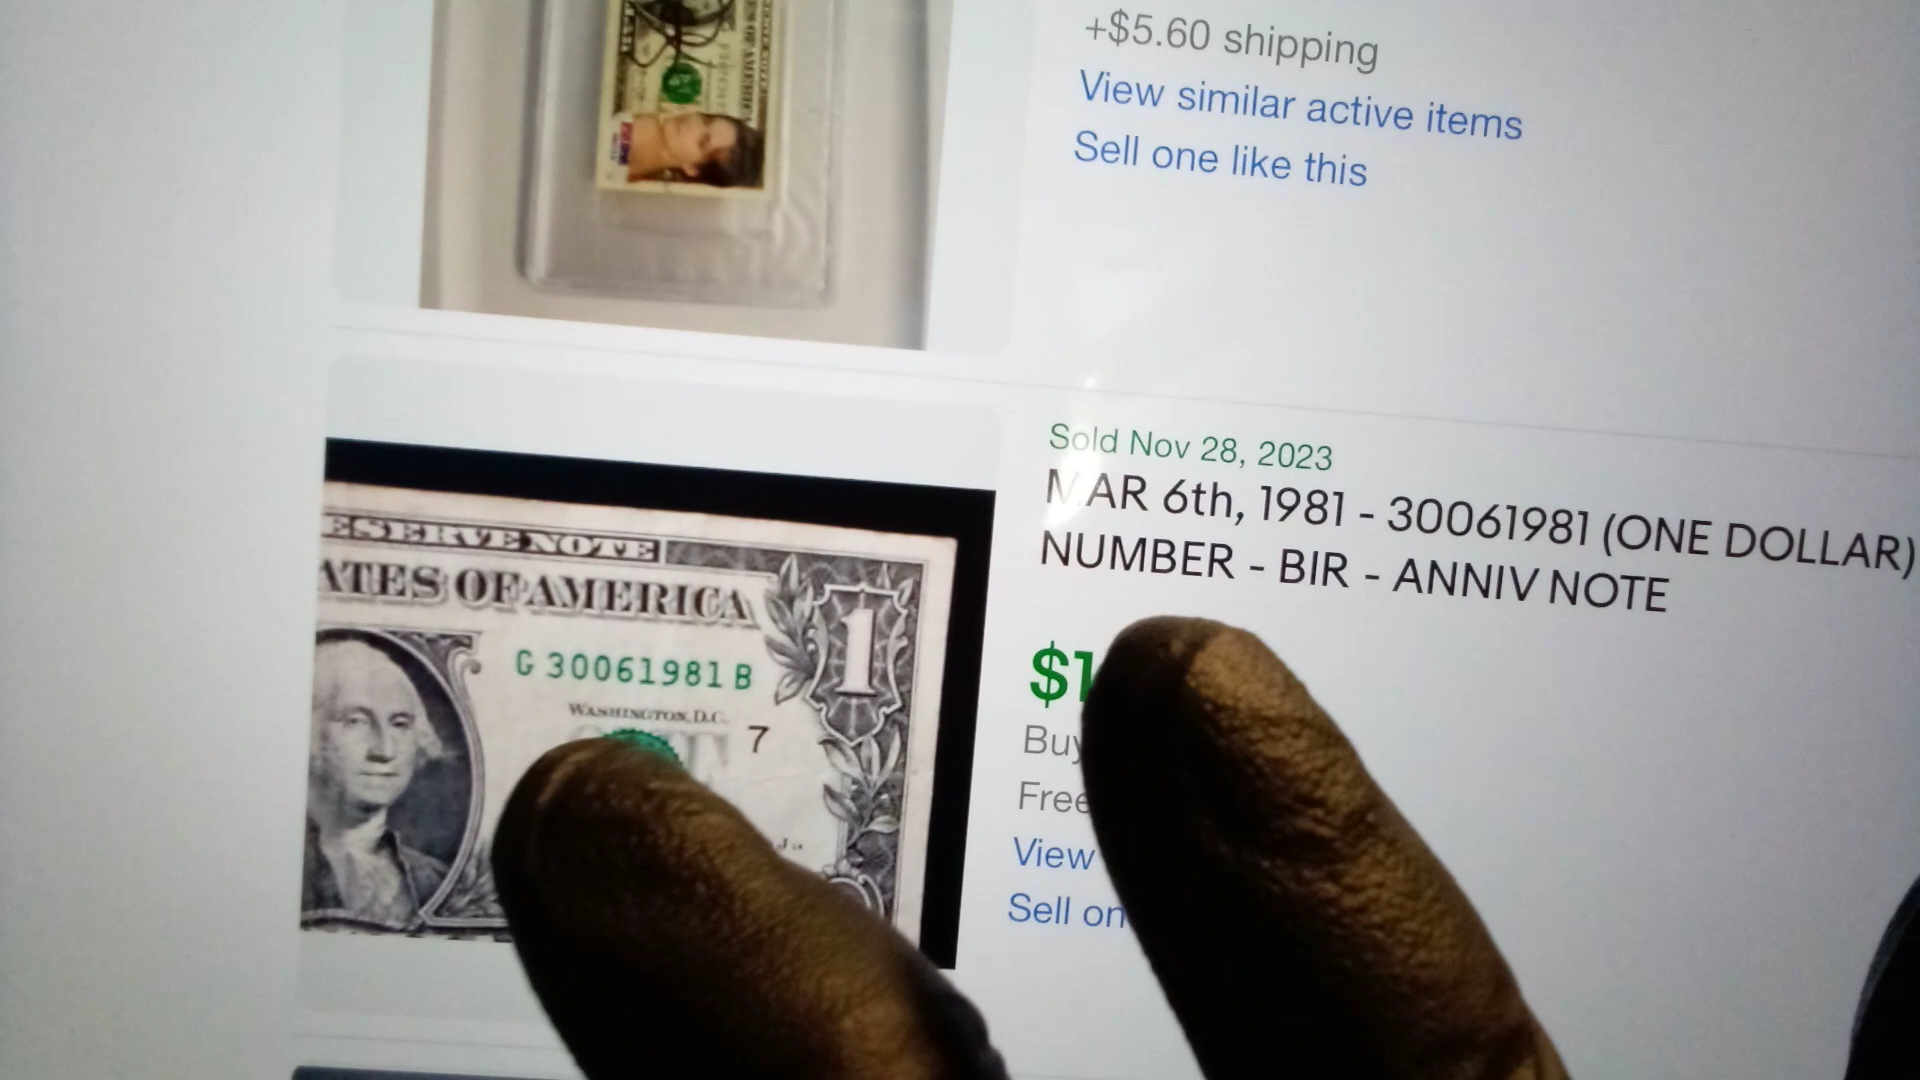 +$5.60 shipping
View similar active items
Sell one like this
Sold Nov 28, 2023
MAR 6th, 1981 - 30061981 (ONE DOLLAR)
NUMBER - BIR - ANNIV NOTE
$1
Buy
Free
View
Sell on
ESERVE NOTE
ATES OF AMERICA
1
G 30061981 B
WASHINGTON, D.C.
7